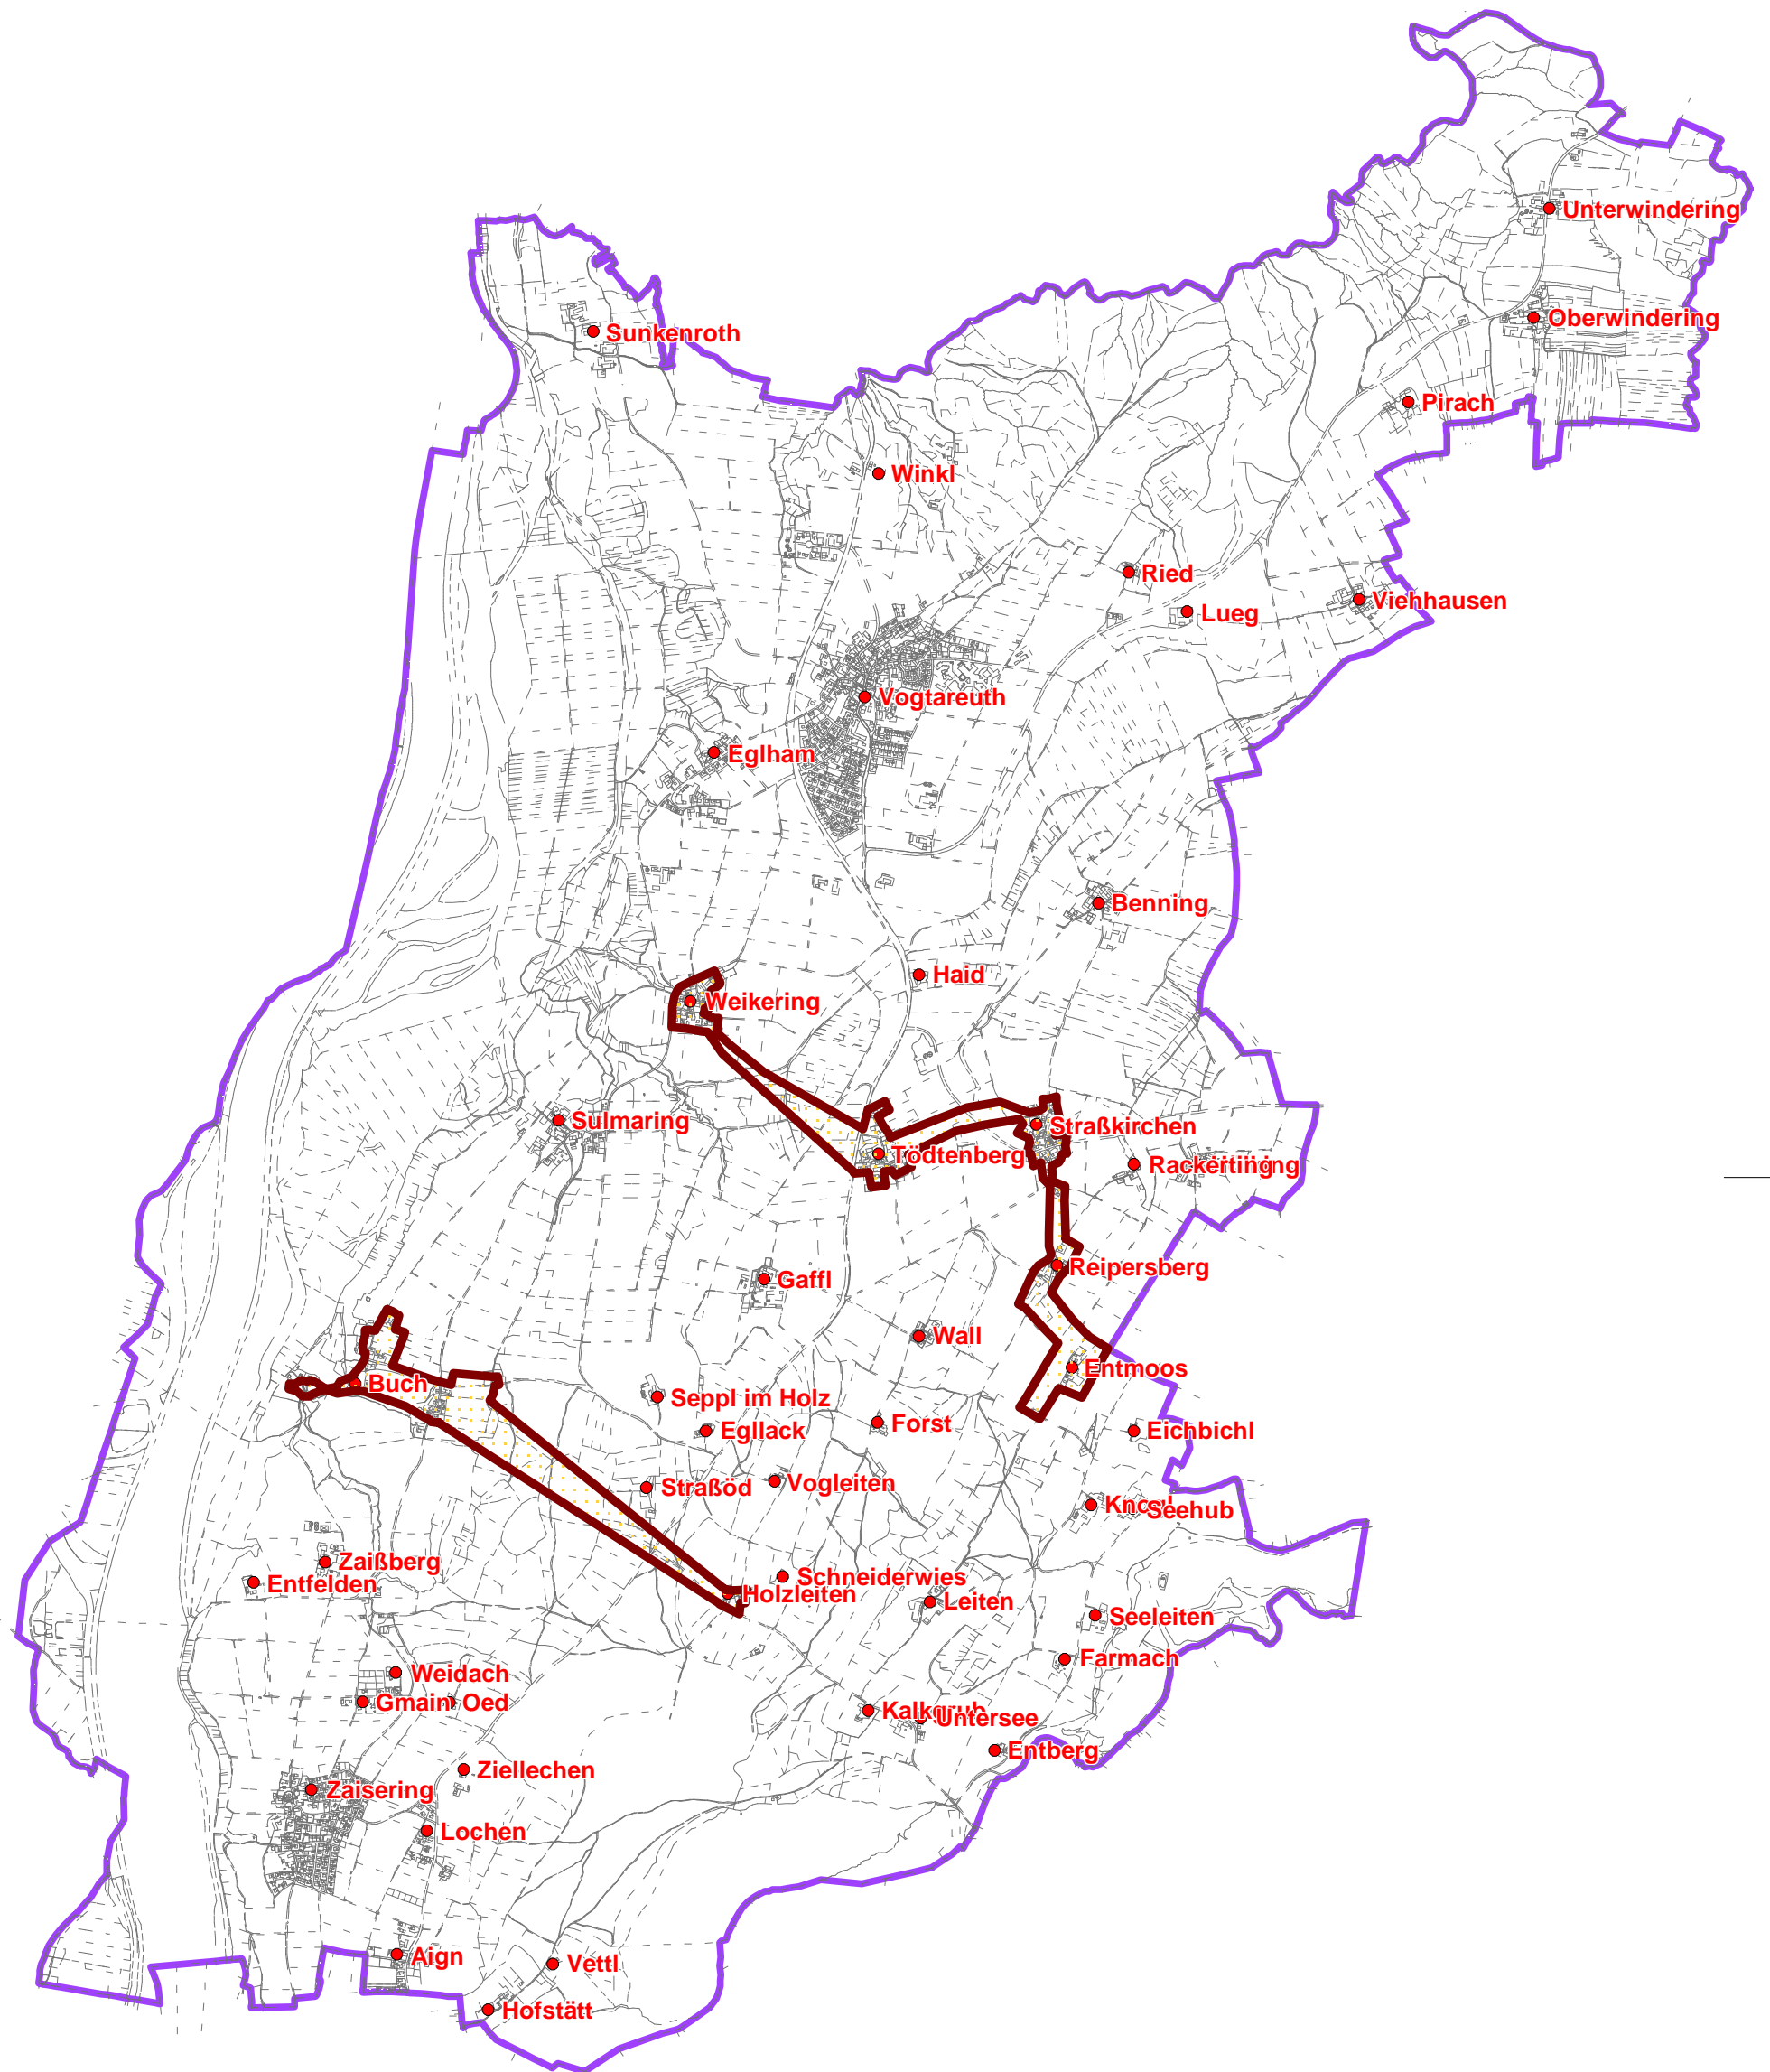 Unterwindering
Oberwindering
Sunkenroth
Pirach
Winkl
Ried
Viehhausen
Lueg
Vogtareuth
Eglham
Benning
Haid
Weikering
Sulmaring
Straßkirchen
Tödtenberg
Rackerting
Reipersberg
Gaffl
Wall
Entmoos
Buch
Seppl im Holz
Forst
Egllack
Eichbichl
Vogleiten
Straßöd
Seehub
Zaißberg
Schneiderwies
Entfelden
Holzleiten
Leiten
Seeleiten
Farmach
Weidach
Gmain
Oed
Kalkgrub
Untersee
Entberg
Ziellechen
Zaisering
Lochen
Aign
Vettl
Hofstätt